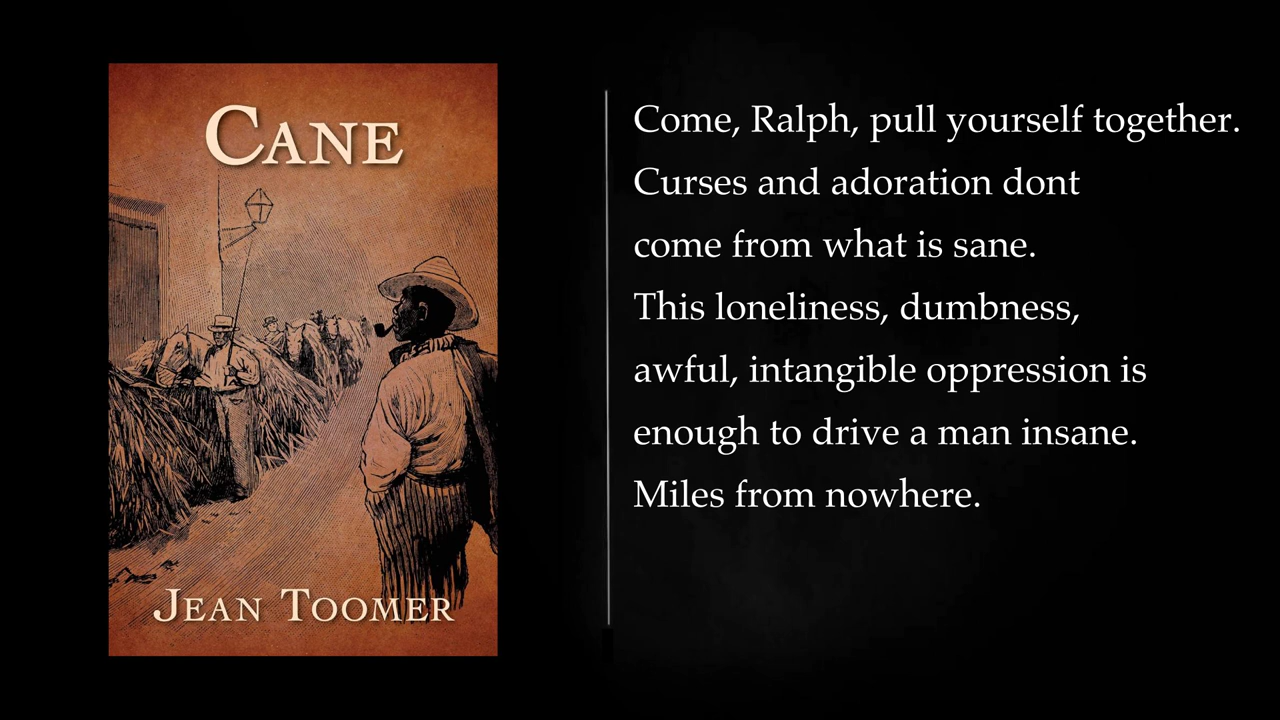 CANE
JEAN TOOMER
Come, Ralph, pull yourself together.
Curses and adoration dont
come from what is sane.
This loneliness, dumbness,
awful, intangible oppression is
enough to drive a man insane.
Miles from nowhere.